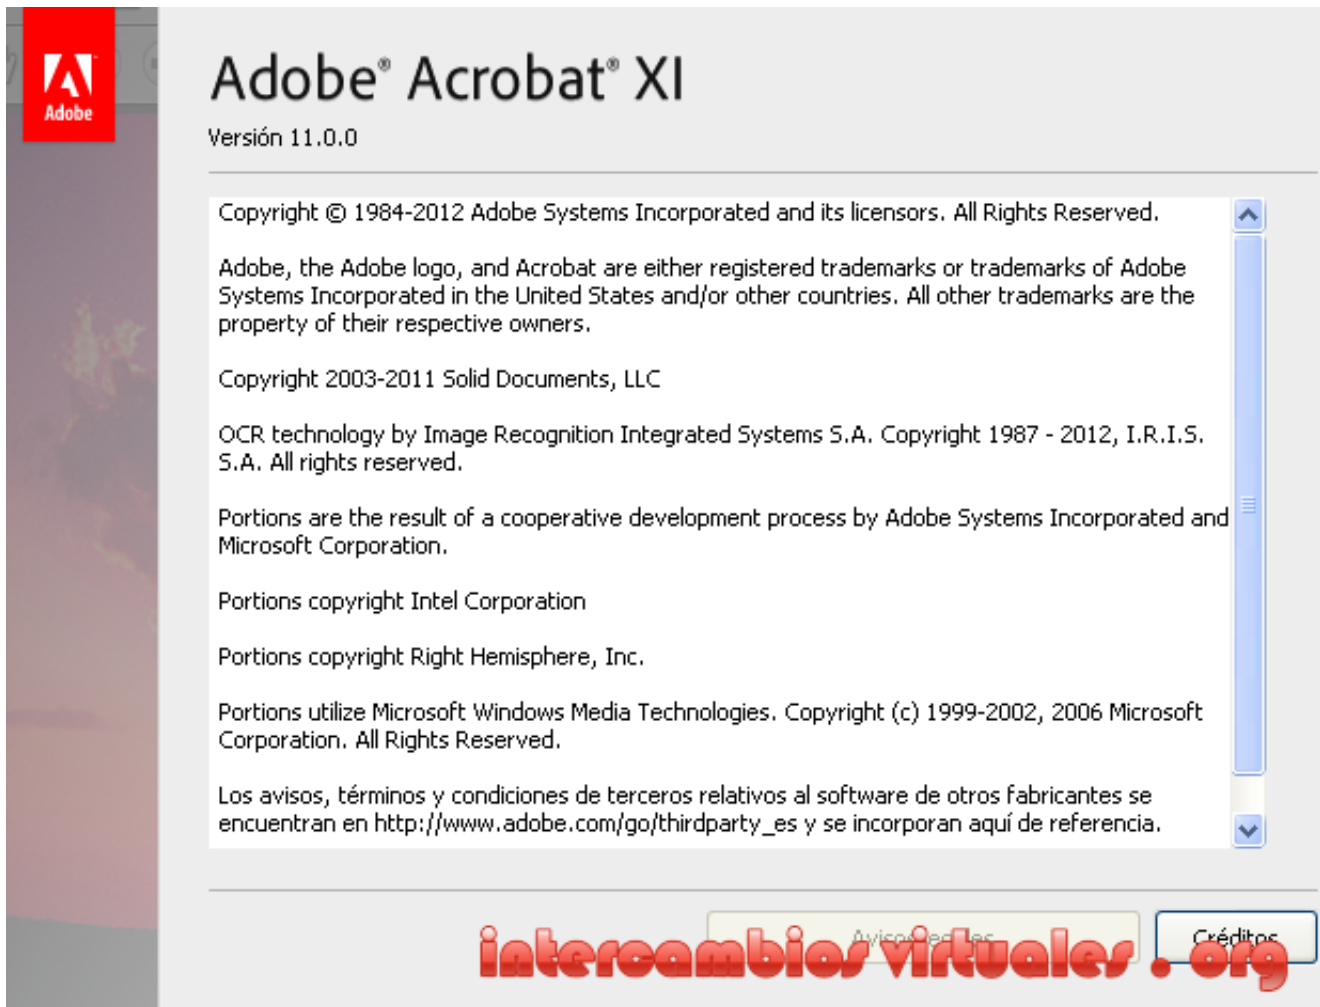 Adobe
Adobe® Acrobat® XI
Versión 11.0.0
Copyright © 1984-2012 Adobe Systems Incorporated and its licensors. All Rights Reserved.
Adobe, the Adobe logo, and Acrobat are either registered trademarks or trademarks of Adobe
Systems Incorporated in the United States and/or other countries. All other trademarks are the
property of their respective owners.
Copyright 2003-2011 Solid Documents, LLC
OCR technology by Image Recognition Integrated Systems S.A. Copyright 1987 - 2012, I.R.I.S.
S.A. All rights reserved.
Portions are the result of a cooperative development process by Adobe Systems Incorporated and
Microsoft Corporation.
Portions copyright Intel Corporation
Portions copyright Right Hemisphere, Inc.
Portions utilize Microsoft Windows Media Technologies. Copyright (c) 1999-2002, 2006 Microsoft
Corporation. All Rights Reserved.
Los avisos, términos y condiciones de terceros relativos al software de otros fabricantes se
encuentran en http://www.adobe.com/go/thirdparty_es y se incorporan aquí de referencia.
Avisos legales
Créditos
intercambios virtuales . org